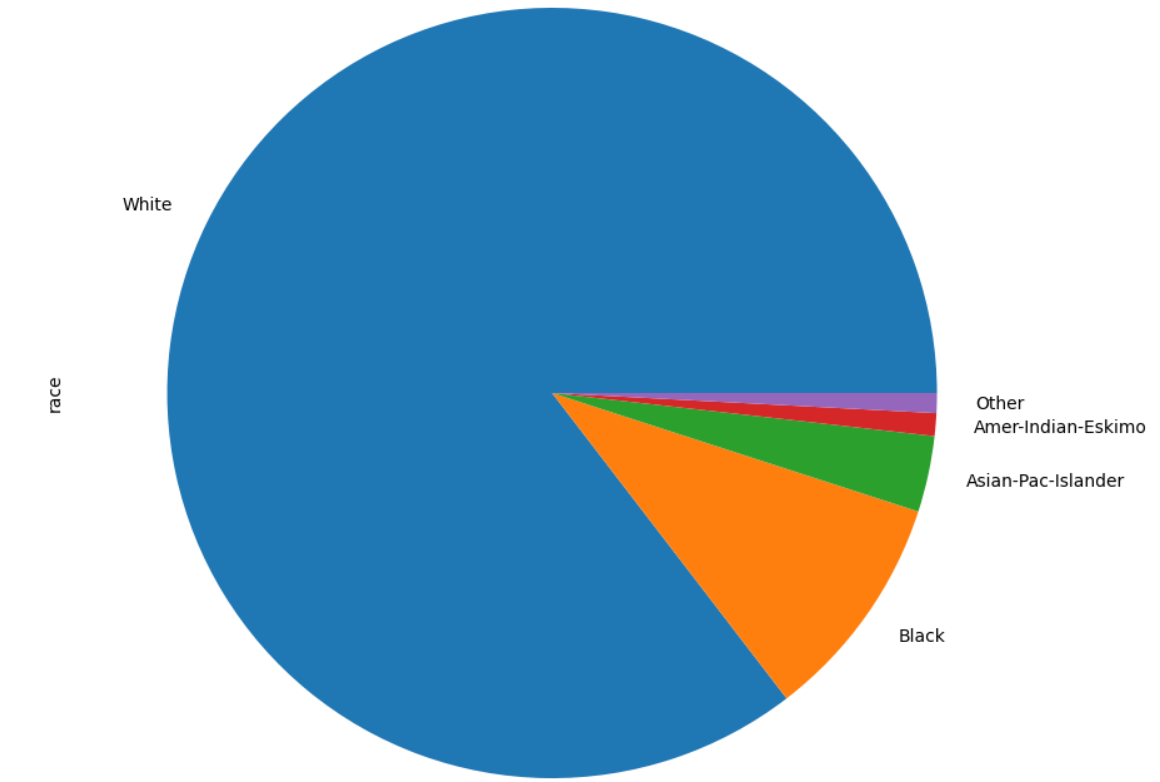 White
race
Other
Amer-Indian-Eskimo
Asian-Pac-Islander
Black